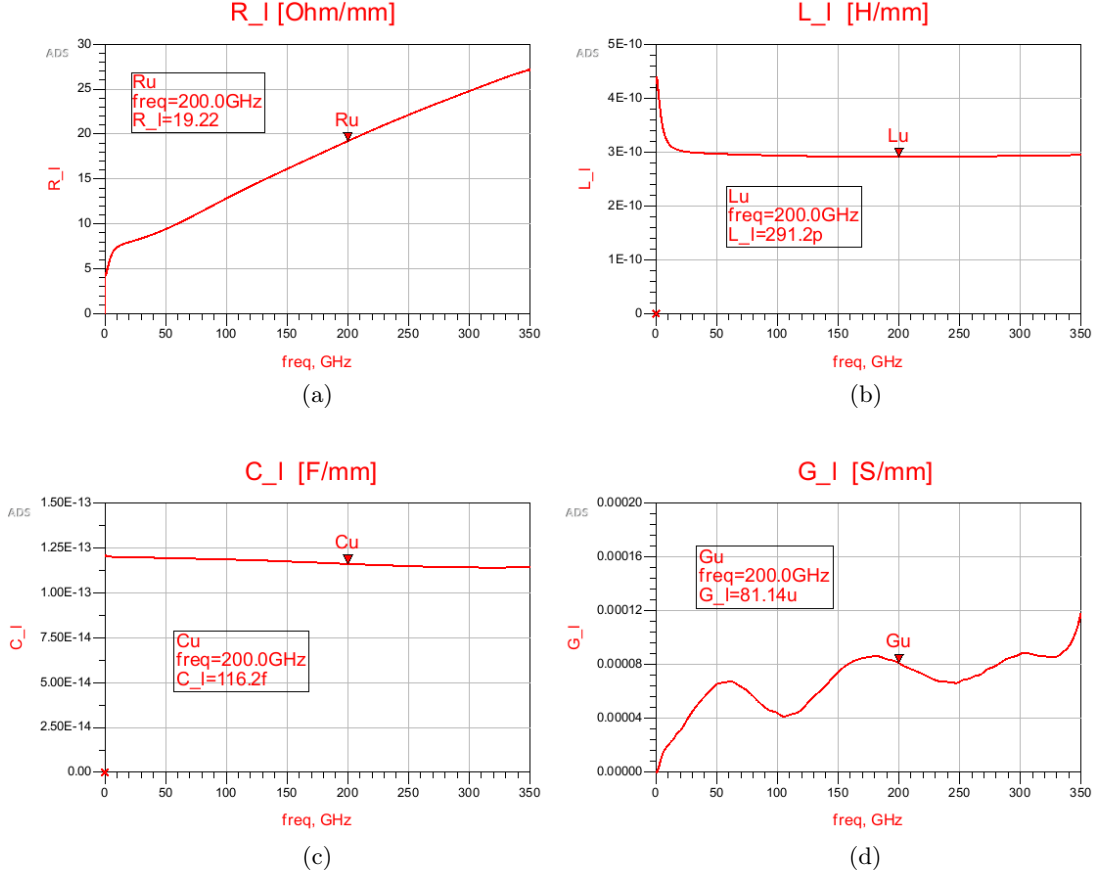 R_l [Ohm/mm]
ADS
30
25
20
15
10
5
0
R_l
Ru
freq=200.0GHz
R_l=19.22
Ru
0
50
100
150
200
250
300
350
freq, GHz
(a)
L_l [H/mm]
ADS
5E-10
4E-10
3E-10
2E-10
1E-10
0
L_l
Lu
Lu
freq=200.0GHz
L_l=291.2p
0
50
100
150
200
250
300
350
freq, GHz
(b)
C_l [F/mm]
ADS
1.50E-13
1.25E-13
1.00E-13
7.50E-14
5.00E-14
2.50E-14
0.00
C_l
Cu
Cu
freq=200.0GHz
C_l=116.2f
0
50
100
150
200
250
300
350
freq, GHz
(c)
G_l [S/mm]
ADS
0.00020
0.00016
0.00012
0.00008
0.00004
0.00000
G_l
Gu
freq=200.0GHz
G_l=81.14u
Gu
0
50
100
150
200
250
300
350
freq, GHz
(d)